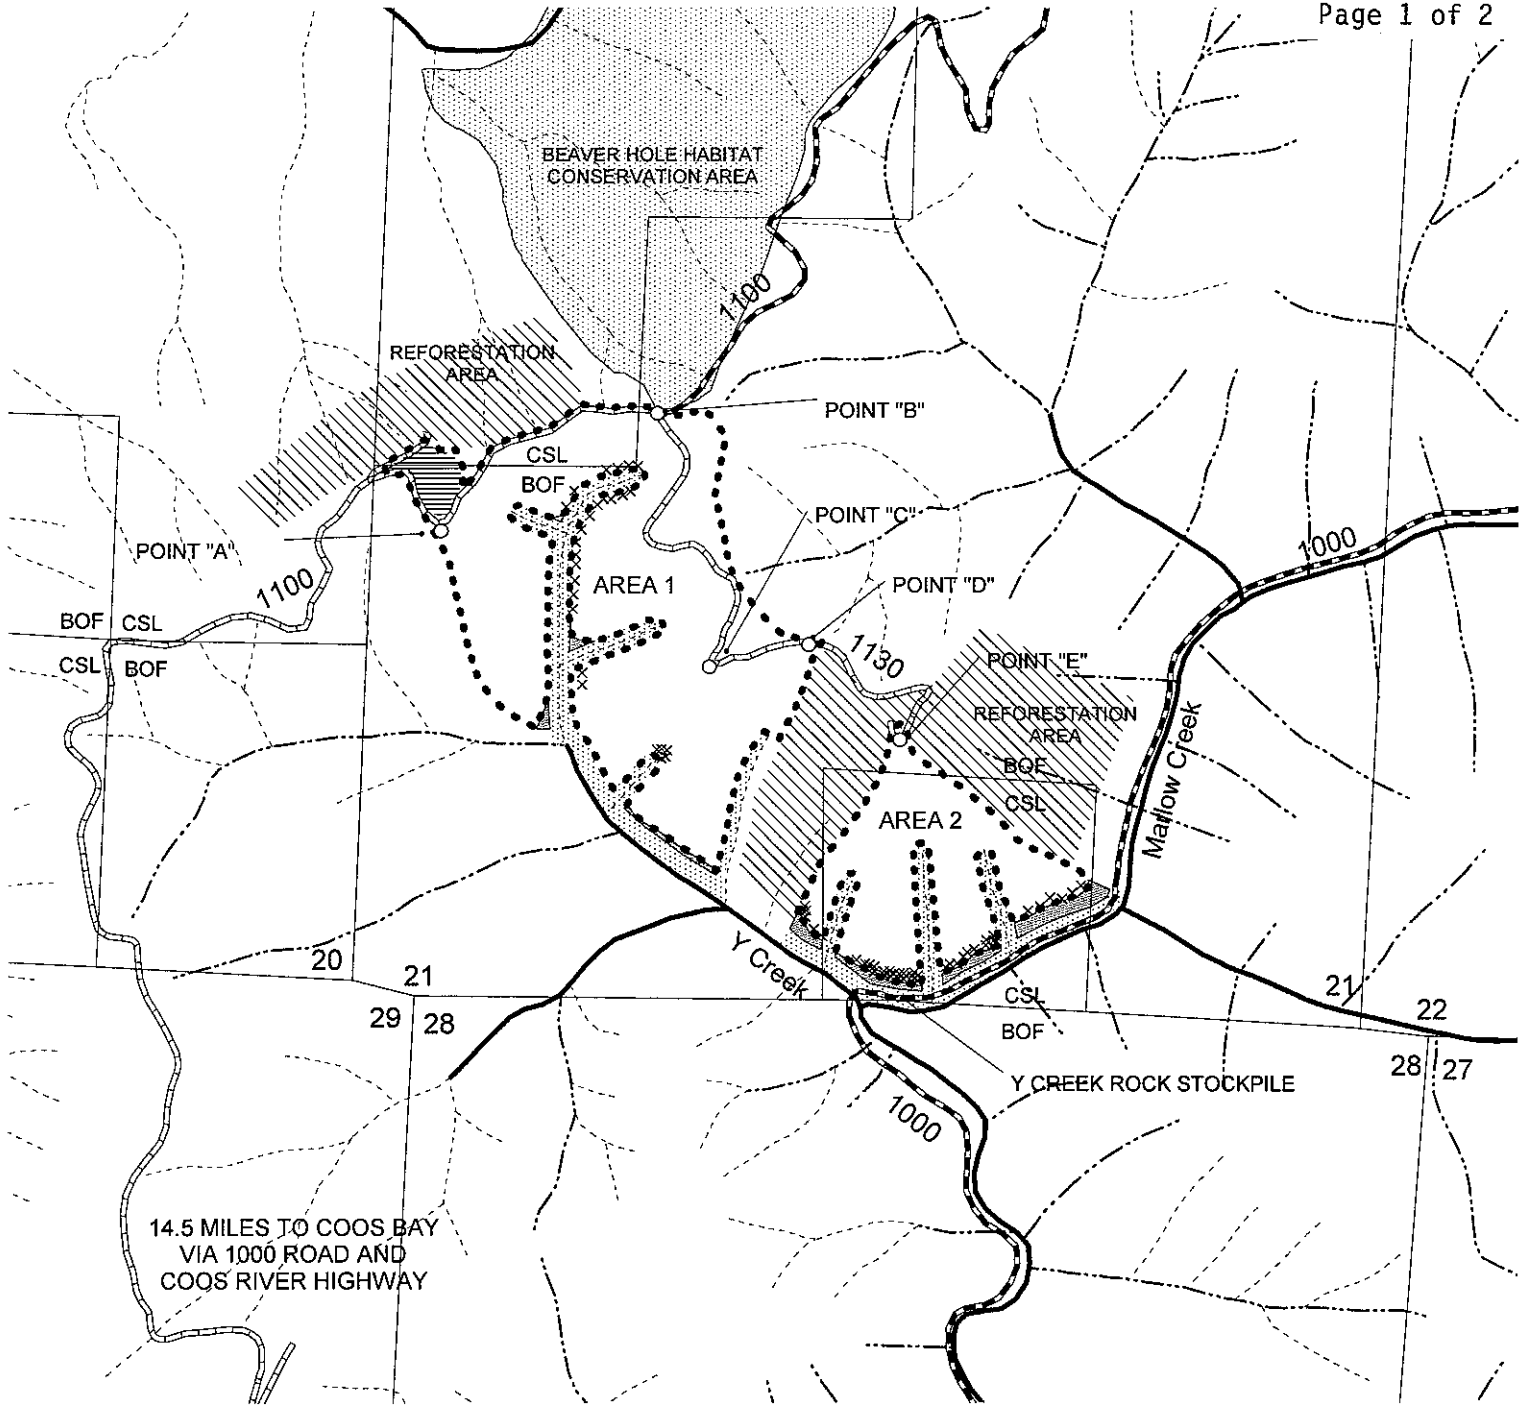 Page 1 of 2
BEAVER HOLE HABITAT
CONSERVATION AREA
1100
REFORESTATION
AREA
POINT "B"
CSL
BOF
POINT "C"
POINT "A"
1000
1100
AREA 1
POINT "D"
BOF CSL
CSL BOF
1130
POINT "E"
REFORESTATION
AREA
BOF
CSL
Marlow Creek
AREA 2
Y Creek
20
21
29 28
CSL
BOF
21
22
28 27
Y CREEK ROCK STOCKPILE
1000
14.5 MILES TO COOS BAY
VIA 1000 ROAD AND
COOS RIVER HIGHWAY